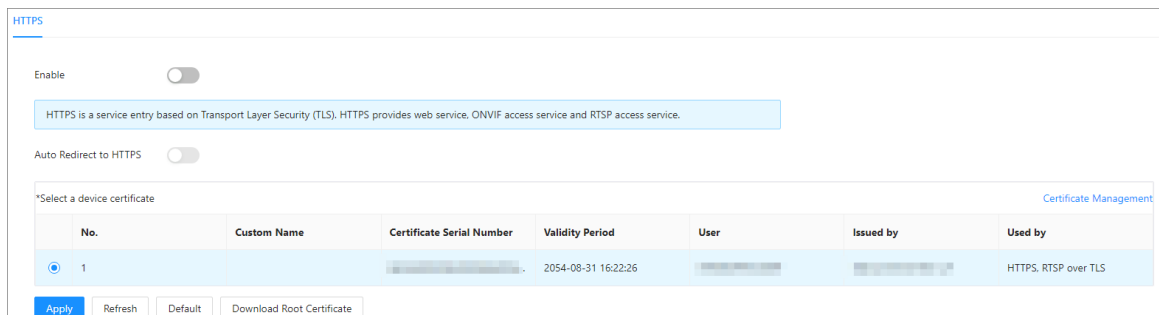 HTTPS
Enable
HTTPS is a service entry based on Transport Layer Security (TLS). HTTPS provides web service, ONVIF access service and RTSP access service.
Auto Redirect to HTTPS
*Select a device certificate Certificate Management
No. Custom Name Certificate Serial Number Validity Period User Issued by Used by
1 2054-08-31 16:22:26 HTTPS, RTSP over TLS
Apply Refresh Default Download Root Certificate